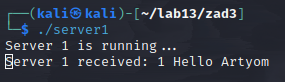 ┌──(kali㉿kali)-[~/lab13/zad3]
└─$ ./server1
Server 1 is running...
Server 1 received: 1 Hello Artyom